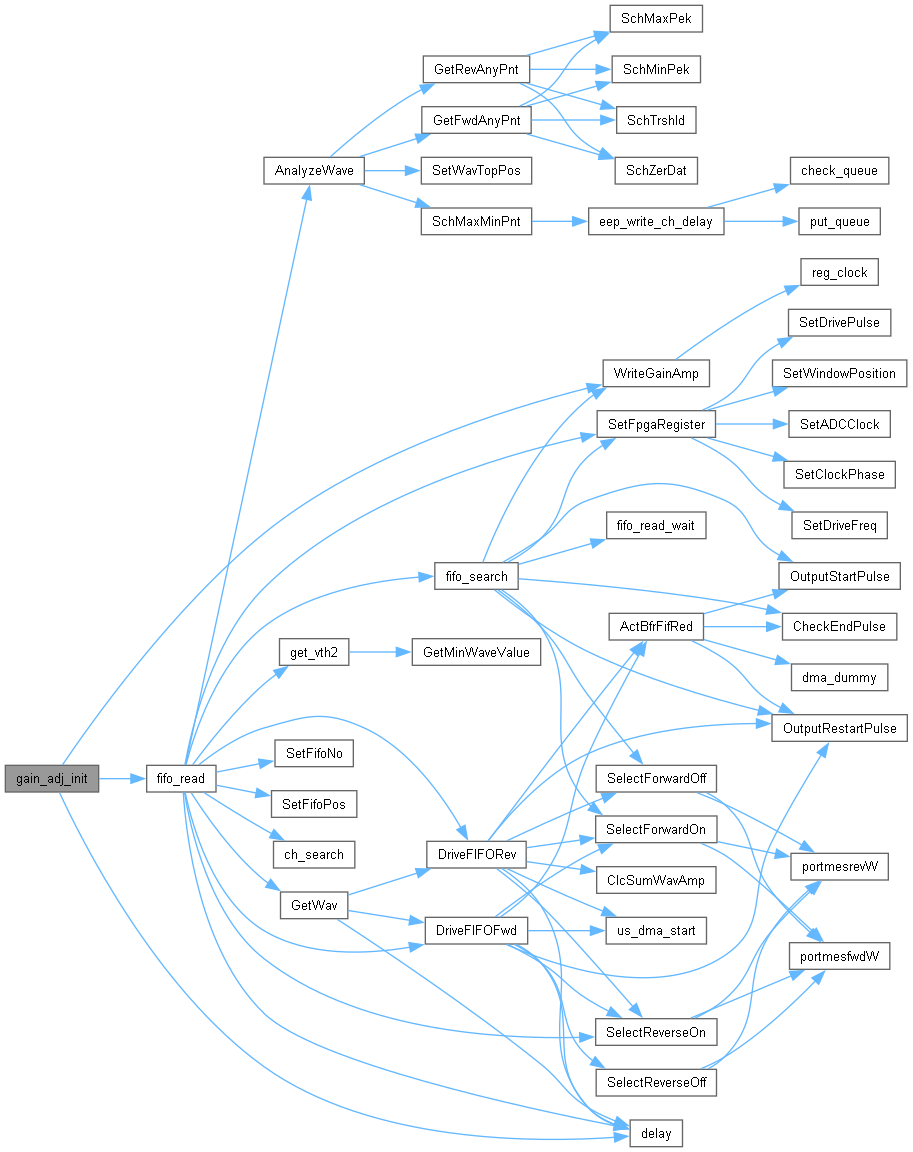 SchMaxPek
GetRevAnyPnt
SchMinPek
GetFwdAnyPnt
SchTrshld
AnalyzeWave
SetWavTopPos
SchZerDat
check_queue
SchMaxMinPnt
eep_write_ch_delay
put_queue
reg_clock
SetDrivePulse
WriteGainAmp
SetWindowPosition
SetFpgaRegister
SetADCClock
SetClockPhase
fifo_read_wait
SetDriveFreq
fifo_search
OutputStartPulse
ActBfrFifRed
CheckEndPulse
get_vth2
GetMinWaveValue
dma_dummy
OutputRestartPulse
SetFifoNo
gain_adj_init
fifo_read
SelectForwardOff
SetFifoPos
SelectForwardOn
ch_search
DriveFIFORev
portmesrevW
ClcSumWavAmp
GetWav
DriveFIFOFwd
us_dma_start
portmesfwdW
SelectReverseOn
SelectReverseOff
delay